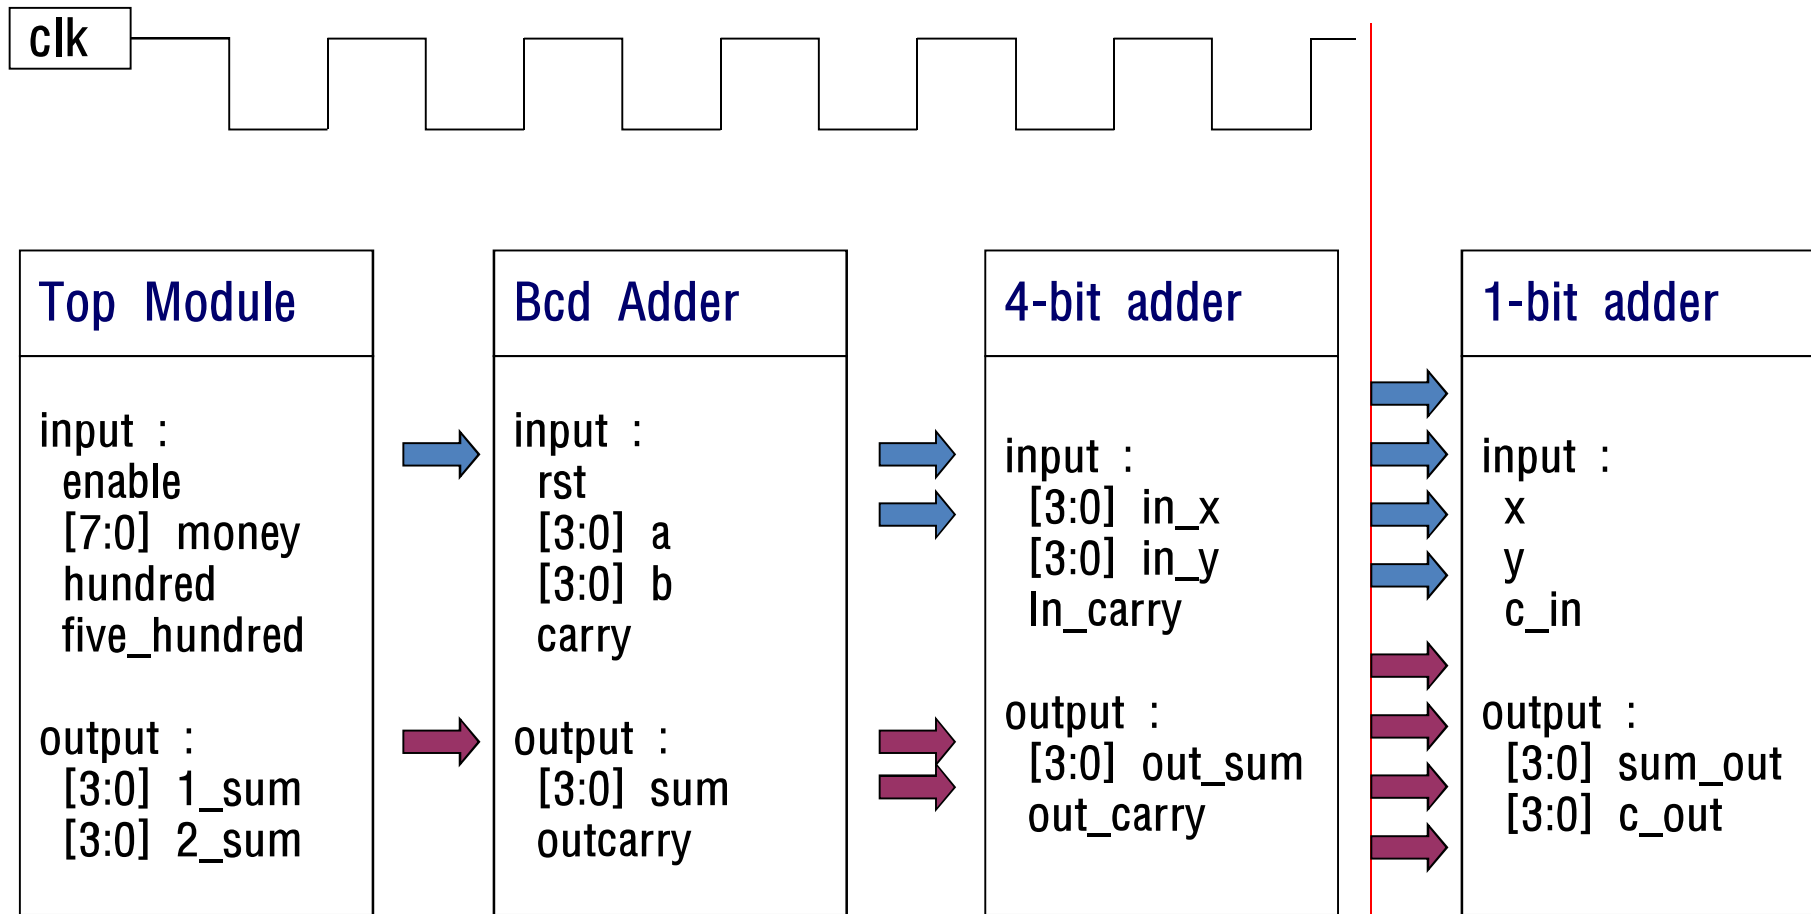 clk
Top Module
input :
enable
[7:0] money
hundred
five_hundred
output :
[3:0] 1_sum
[3:0] 2_sum
Bcd Adder
input :
rst
[3:0] a
[3:0] b
carry
output :
[3:0] sum
outcarry
4-bit adder
input :
[3:0] in_x
[3:0] in_y
In_carry
output :
[3:0] out_sum
out_carry
1-bit adder
input :
x
y
c_in
output :
[3:0] sum_out
[3:0] c_out